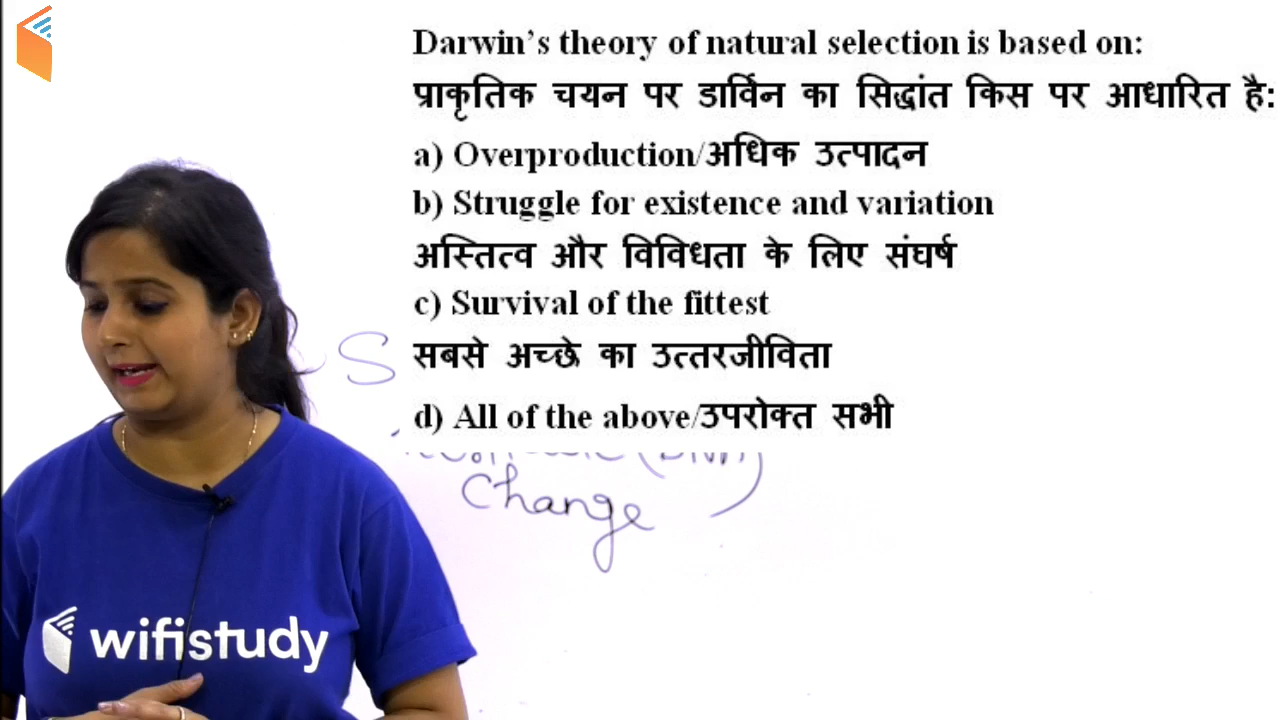 Darwin's theory of natural selection is based on:
प्राकृतिक चयन पर डार्विन का सिद्धांत किस पर आधारित है:
a) Overproduction/अधिक उत्पादन
b) Struggle for existence and variation
अस्तित्व और विविधता के लिए संघर्ष
c) Survival of the fittest
S
सबसे अच्छे का उत्तरजीविता
d) All of the above/उपरोक्त सभी
Change
wifistudy